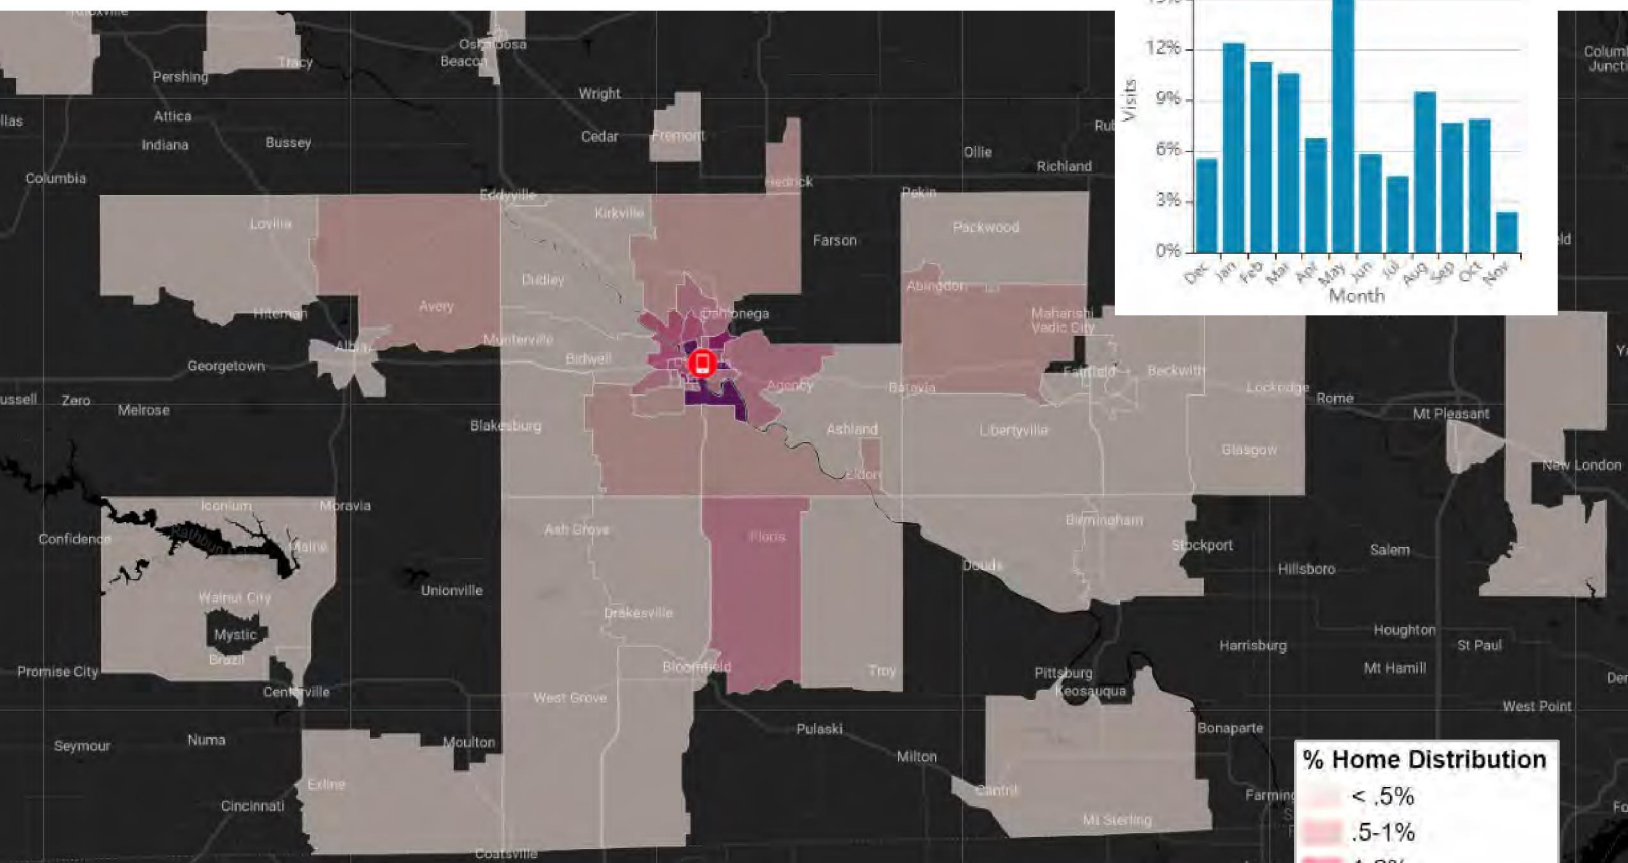 Oskaloosa
Beacon
Tracy
Pershing
Wright
Attica
Indiana
Bussey
Cedar
Fremont
Ollie
Richland
Columbia
Hedrick
Eddyville
Pekin
Lovilia
Kirkville
Farson
Packwood
Dudley
Abingdon
Avery
Hiteman
Dahlonega
Maharishi
Vedic City
Munterville
Albia
Georgetown
Bidwell
Agency
Batavia
Fairfield
Beckwith
Lockridge
Rome
Zero
Melrose
Mt Pleasant
Blakesburg
Ashland
Libertyville
Glasgow
Eldon
New London
Iconium
Moravia
Confidence
Rathbun
Ash Grove
Floris
Birmingham
Stockport
Salem
Douds
Hillsboro
Unionville
Walnut City
Drakesville
Mystic
Brazil
Houghton
Harrisburg
St Paul
Promise City
Bloomfield
Troy
Pittsburg
Mt Hamill
Centerville
Keosauqua
West Grove
West Point
Pulaski
Bonaparte
Seymour
Numa
Moulton
Milton
Exline
Cantril
Cincinnati
Mt Sterling
Coatsville
12%
9%
6%
3%
0%
Visits
Dec Jan Feb Mar Apr May Jun Jul Aug Sep Oct Nov
Month
% Home Distribution
< .5%
.5-1%